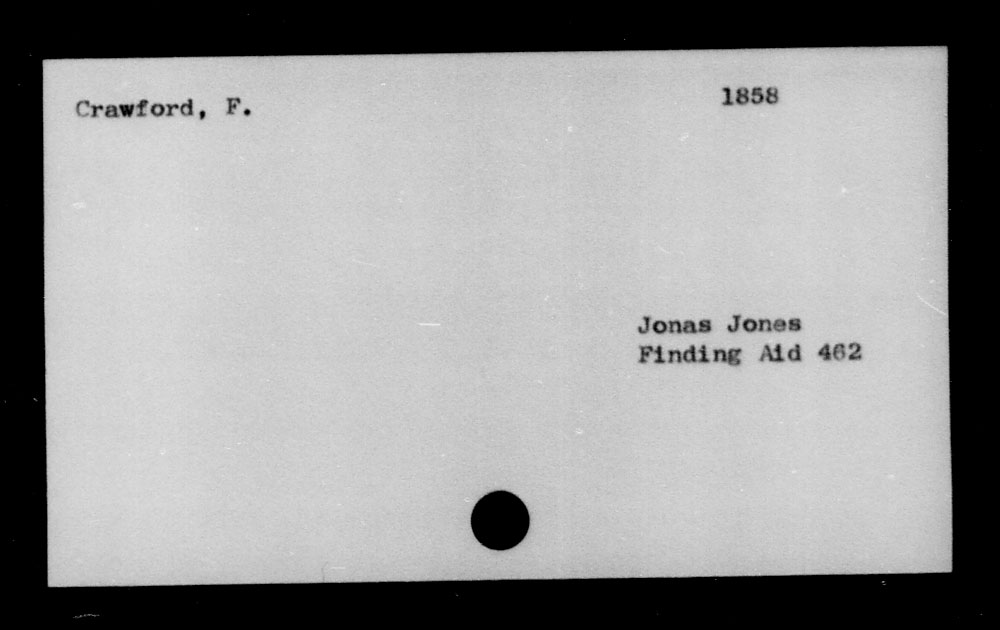 Crawford, F.
1858
Jonas Jones
Finding Aid 462